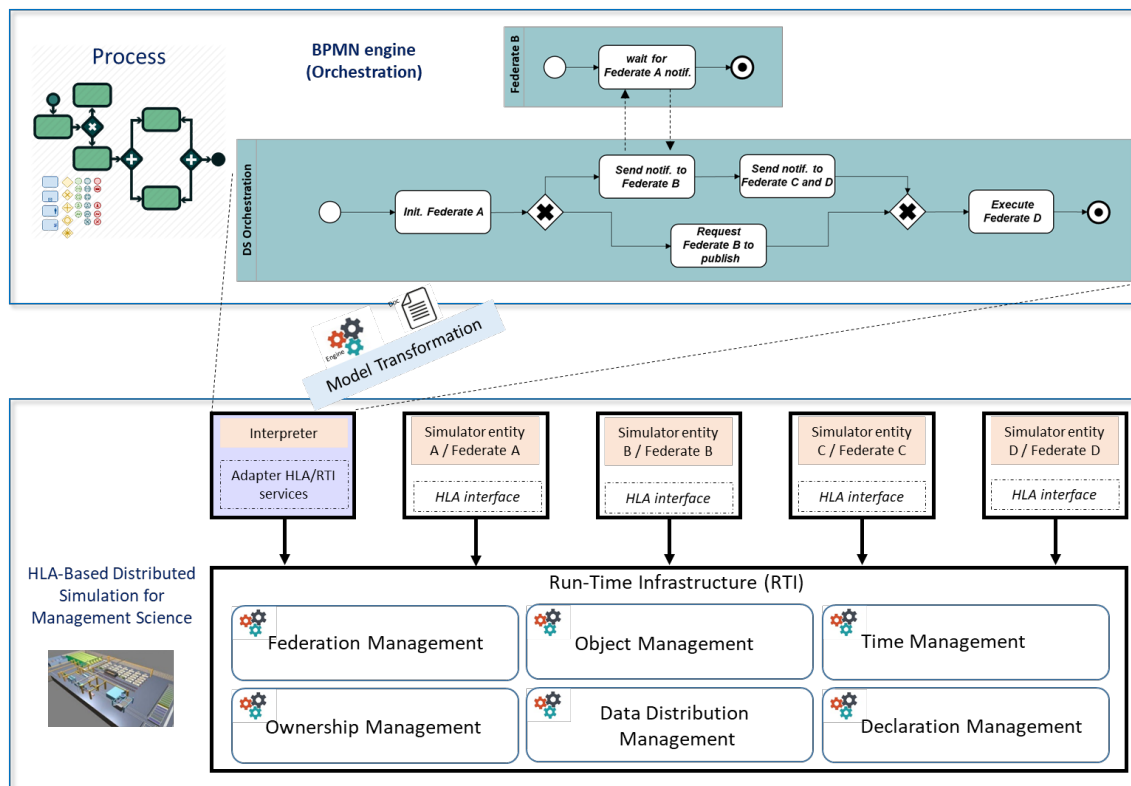 Process
BPMN engine
(Orchestration)
Federate B
wait for
Federate A notif.
DS Orchestration
Init. Federate A
Send notif. to
Federate B
Send notif. to
Federate C and D
Request
Federate B to
publish
Execute
Federate D
Engine
Doc
Model Transformation
Interpreter
Adapter HLA/RTI
services
Simulator entity
A / Federate A
HLA interface
Simulator entity
B / Federate B
HLA interface
Simulator entity
C / Federate C
HLA interface
Simulator entity
D / Federate D
HLA interface
HLA-Based Distributed
Simulation for
Management Science
Run-Time Infrastructure (RTI)
Federation Management
Object Management
Time Management
Ownership Management
Data Distribution
Management
Declaration Management